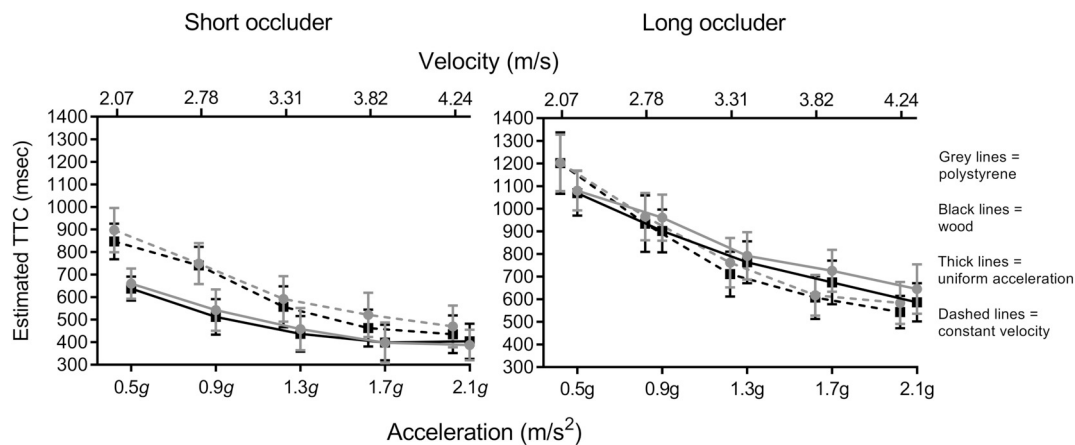 Short occluder
Long occluder
Velocity (m/s)
2.07 2.78 3.31 3.82 4.24
2.07 2.78 3.31 3.82 4.24
Estimated TTC (msec)
1400
1300
1200
1100
1000
900
800
700
600
500
400
300
1400
1300
1200
1100
1000
900
800
700
600
500
400
300
Grey lines =
polystyrene
Black lines =
wood
Thick lines =
uniform acceleration
Dashed lines =
constant velocity
0.5g 0.9g 1.3g 1.7g 2.1g
0.5g 0.9g 1.3g 1.7g 2.1g
Acceleration (m/s²)